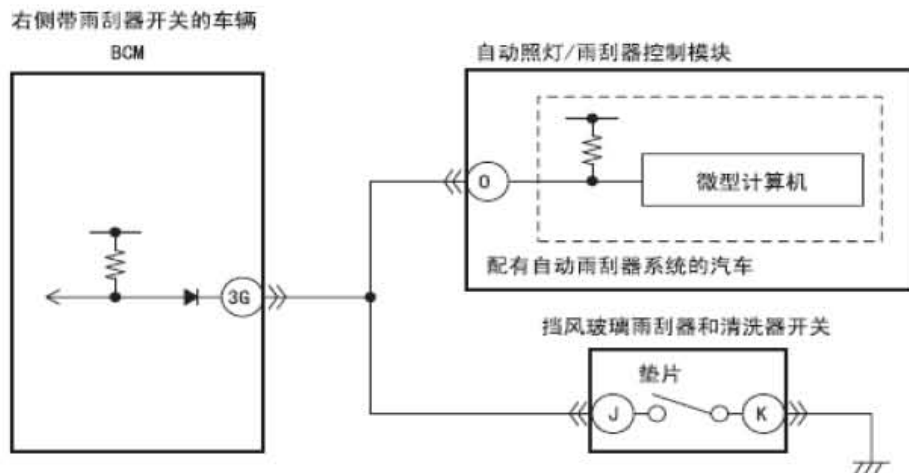 右侧带雨刮器开关的车辆
BCM
自动照灯/雨刮器控制模块
O
微型计算机
配有自动雨刮器系统的汽车
3G
挡风玻璃雨刮器和清洗器开关
垫片
J
K